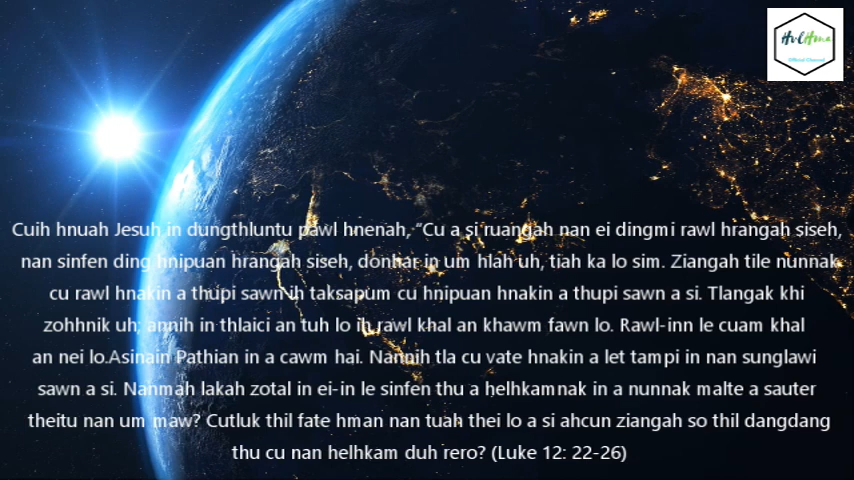 HvlHma
Official Channel
Cuih hnuah Jesuh in dungthluntu pawl hnenah, “Cu a si ruangah nan ei dingmi rawl hrangah siseh,
nan sinfen ding hnipuan hrangah siseh, donhar in um hlah uh, tiah ka lo sim. Ziangah tile nunnak
cu rawl hnakin a thupi sawn ih taksapum cu hnipuan hnakin a thupi sawn a si. Tlangak khi
zohhnik uh; annih in thlaici an tuh lo ih rawl khal an khawm fawn lo. Rawl-inn le cuam khal
an nei lo.Asinain Pathian in a cawm hai. Nannih tla cu vate hnakin a let tampi in nan sunglawi
sawn a si. Nanmah lakah zotal in ei-in le sinfen thu a helhkamnak in a nunnak malte a sauter
theitu nan um maw? Cutluk thil fate hman nan tuah thei lo a si ahcun ziangah so thil dangdang
thu cu nan helhkam duh rero? (Luke 12: 22-26)